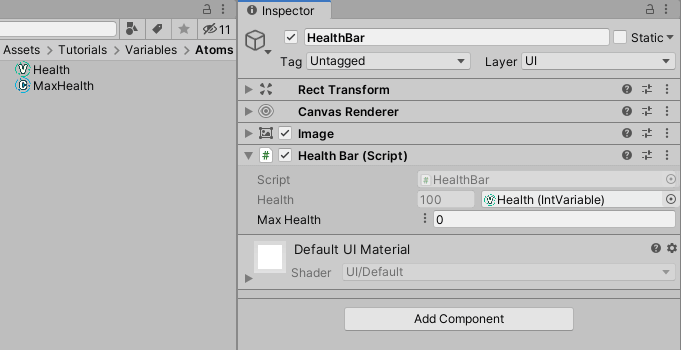 11
Assets > Tutorials > Variables > Atoms
Health
MaxHealth
Inspector
HealthBar
Static
Tag Untagged Layer UI
Rect Transform
Canvas Renderer
Image
# Health Bar (Script)
Script # HealthBar
Health 100 Health (IntVariable)
Max Health 0
Default UI Material
Shader UI/Default
Add Component